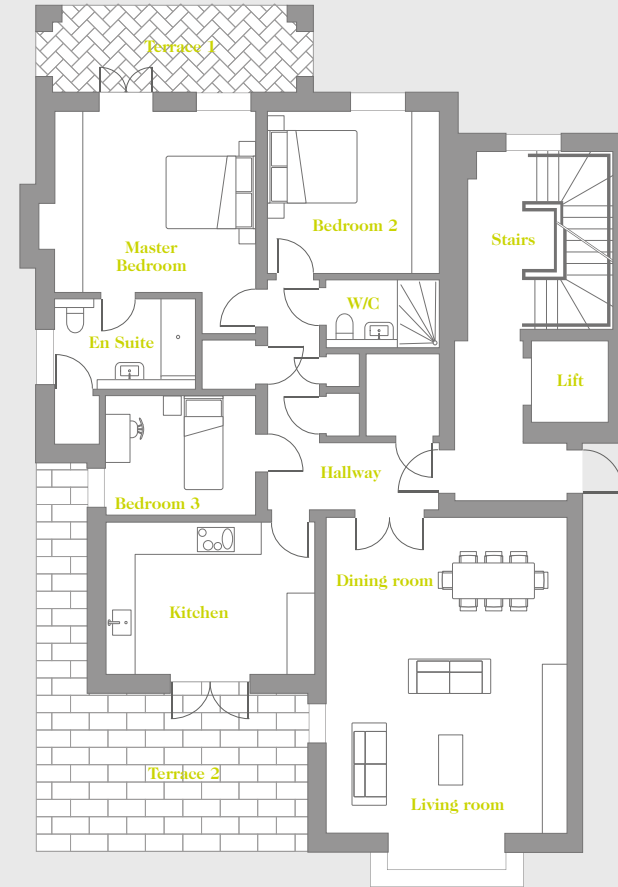 Terrace 1
Bedroom 2
Master
Bedroom
Stairs
W/C
En Suite
Lift
Hallway
Bedroom 3
Dining room
Kitchen
Terrace 2
Living room